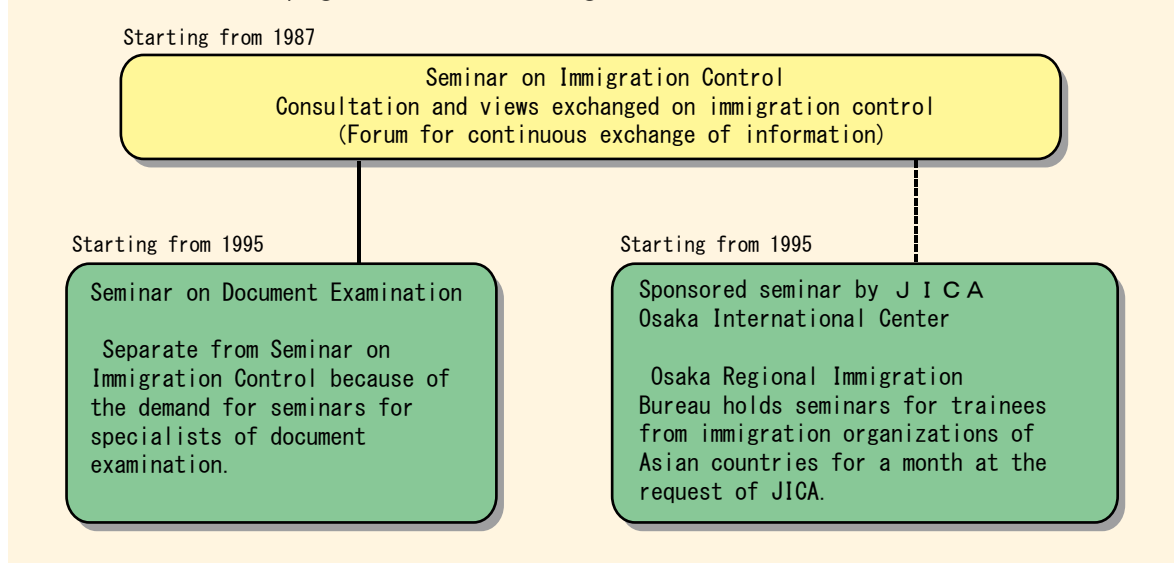 Starting from 1987
Seminar on Immigration Control
Consultation and views exchanged on immigration control
(Forum for continuous exchange of information)
Starting from 1995
Seminar on Document Examination
Separate from Seminar on
Immigration Control because of
the demand for seminars for
specialists of document
examination.
Starting from 1995
Sponsored seminar by ＪＩＣＡ
Osaka International Center
Osaka Regional Immigration
Bureau holds seminars for trainees
from immigration organizations of
Asian countries for a month at the
request of JICA.